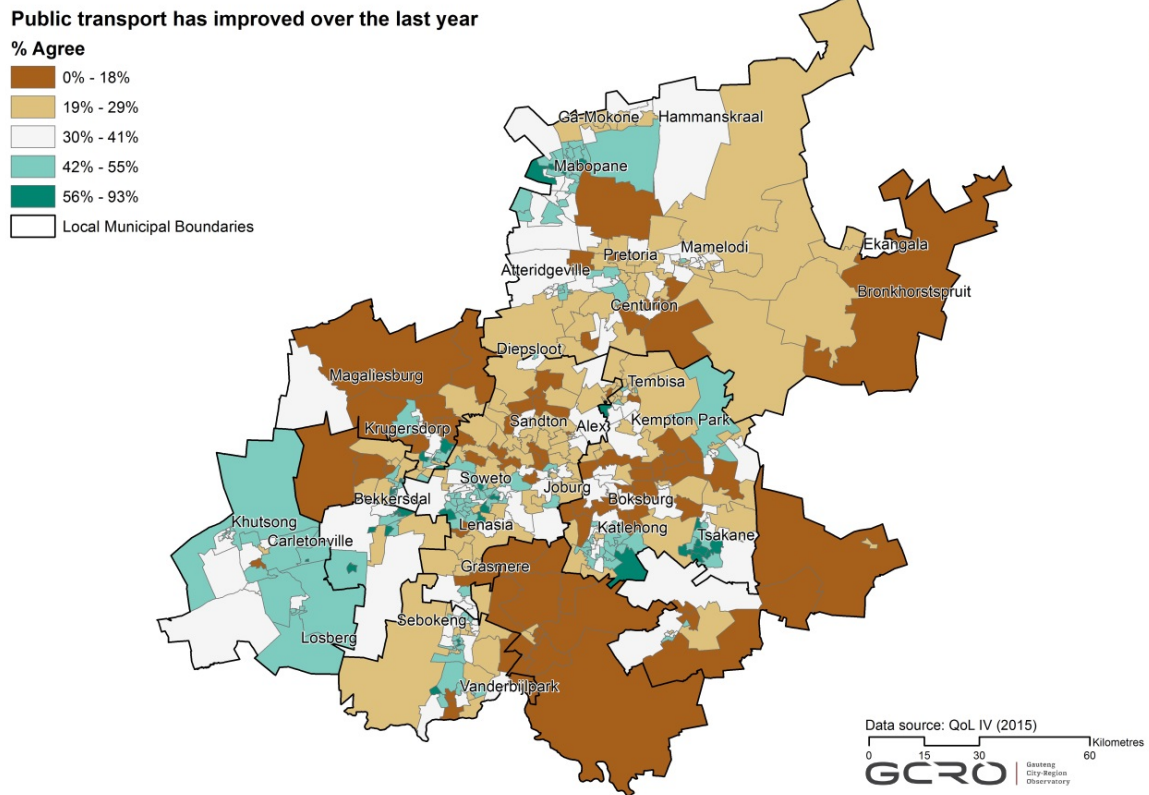 Public transport has improved over the last year
% Agree
0% - 18%
19% - 29%
30% - 41%
42% - 55%
56% - 93%
Local Municipal Boundaries
Ga-Mokone
Hammanskraal
Mabopane
Pretoria
Mamelodi
Ekangala
Atteridgeville
Bronkhorstspruit
Centurion
Diepsloot
Magaliesburg
Tembisa
Sandton
Alex
Kempton Park
Krugersdorp
Soweto
Joburg
Bekkersdal
Boksburg
Khutsong
Lenasia
Katlehong
Tsakane
Carletonville
Grasmere
Sebokeng
Losberg
Vanderbijlpark
Data source: QoL IV (2015)
Kilometres
0 15 30 60
GCRO
Gauteng
City-Region
Observatory